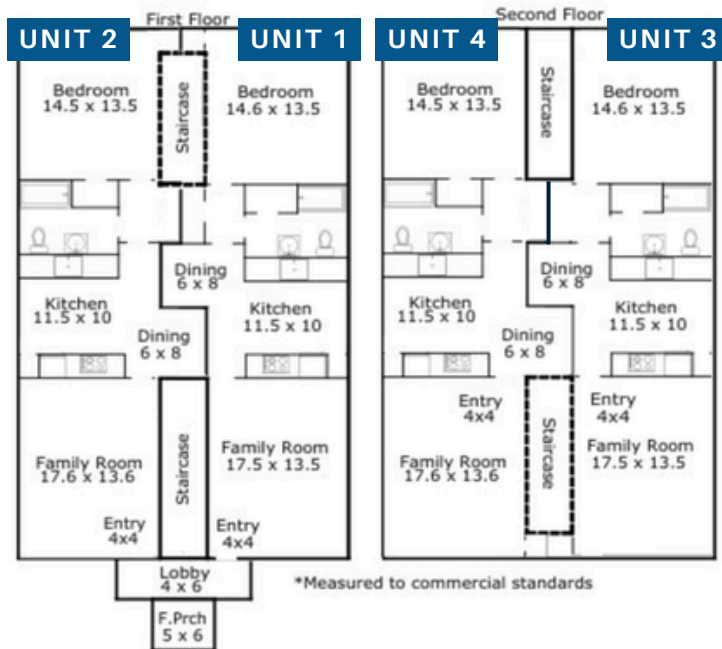 First Floor
Second Floor
UNIT 2
UNIT 1
UNIT 4
UNIT 3
Bedroom
14.5 x 13.5
Staircase
Bedroom
14.6 x 13.5
Bedroom
14.5 x 13.5
Staircase
Bedroom
14.6 x 13.5
Dining
6 x 8
Kitchen
11.5 x 10
Kitchen
11.5 x 10
Dining
6 x 8
Dining
6 x 8
Kitchen
11.5 x 10
Kitchen
11.5 x 10
Dining
6 x 8
Family Room
17.6 x 13.6
Staircase
Family Room
17.5 x 13.5
Entry
4x4
Entry
4x4
Entry
4x4
Entry
4x4
Family Room
17.6 x 13.6
Staircase
Family Room
17.5 x 13.5
Lobby
4 x 6
*Measured to commercial standards
F.Prch
5 x 6